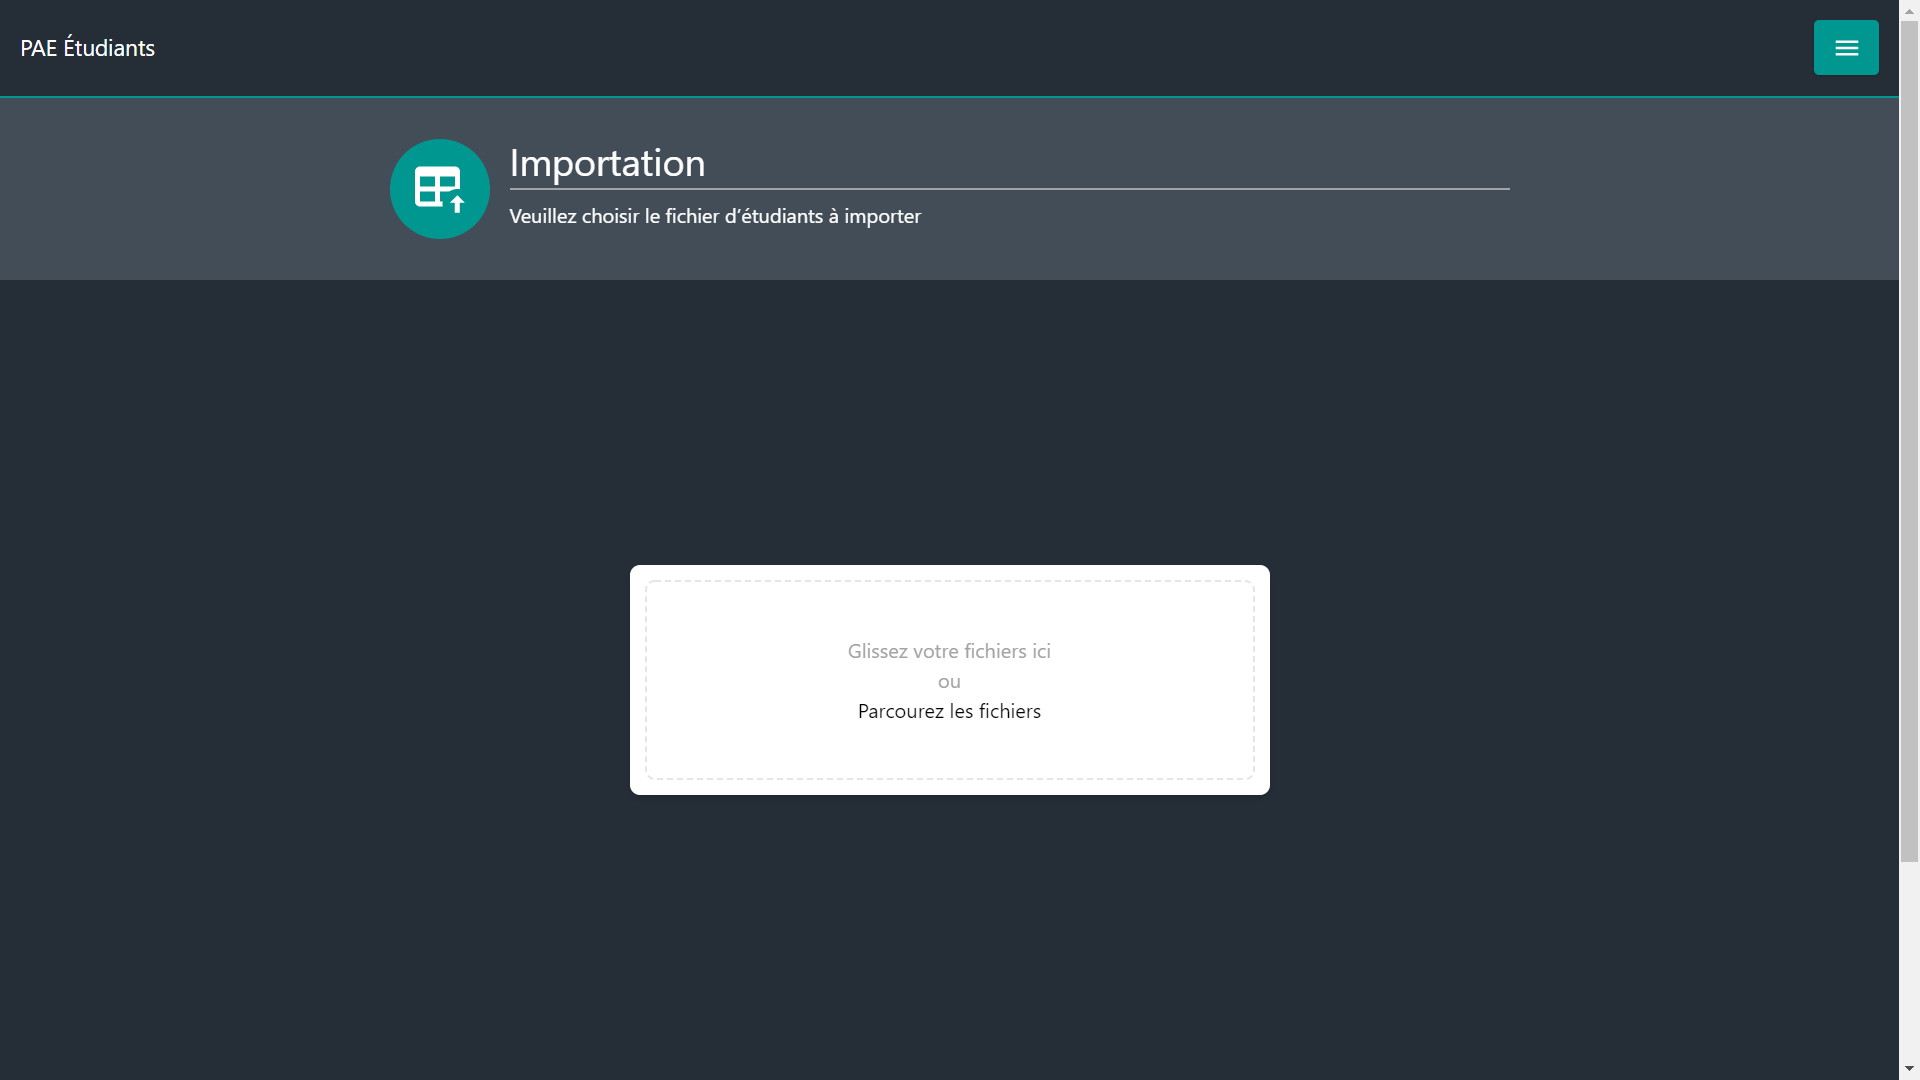 PAE Étudiants
Importation
Veuillez choisir le fichier d’étudiants à importer
Glissez votre fichiers ici
ou
Parcourez les fichiers